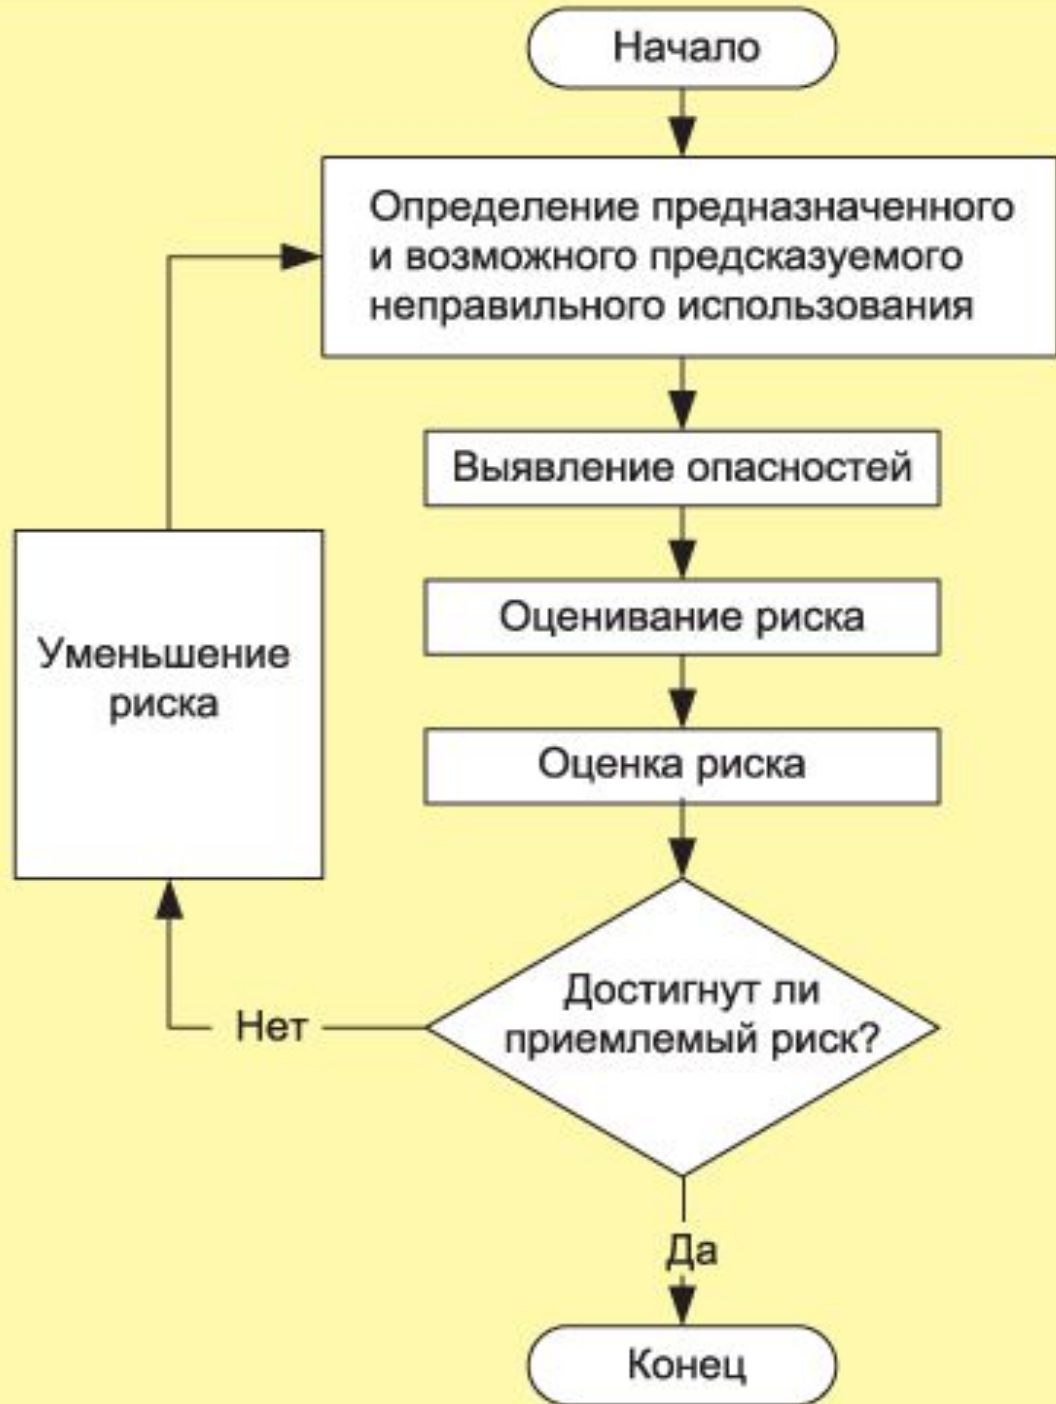 Начало
Определение предназначенного
и возможного предсказуемого
неправильного использования
Выявление опасностей
Оценивание риска
Уменьшение
риска
Оценка риска
Достигнут ли
приемлемый риск?
Нет
Да
Конец